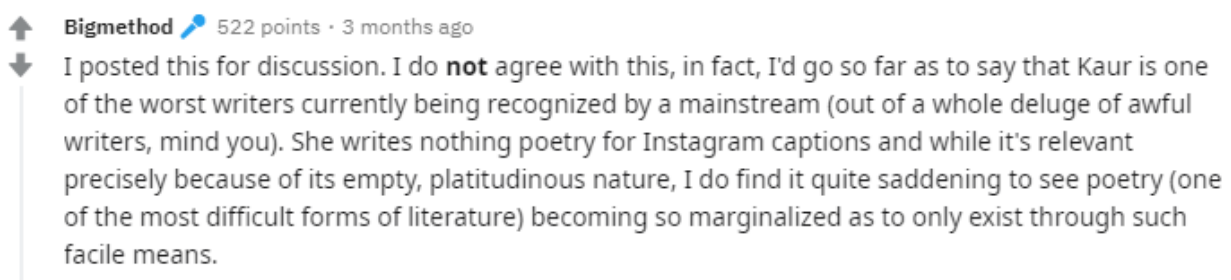 Bigmethod 522 points · 3 months ago
I posted this for discussion. I do not agree with this, in fact, I'd go so far as to say that Kaur is one
of the worst writers currently being recognized by a mainstream (out of a whole deluge of awful
writers, mind you). She writes nothing poetry for Instagram captions and while it's relevant
precisely because of its empty, platitudinous nature, I do find it quite saddening to see poetry (one
of the most difficult forms of literature) becoming so marginalized as to only exist through such
facile means.